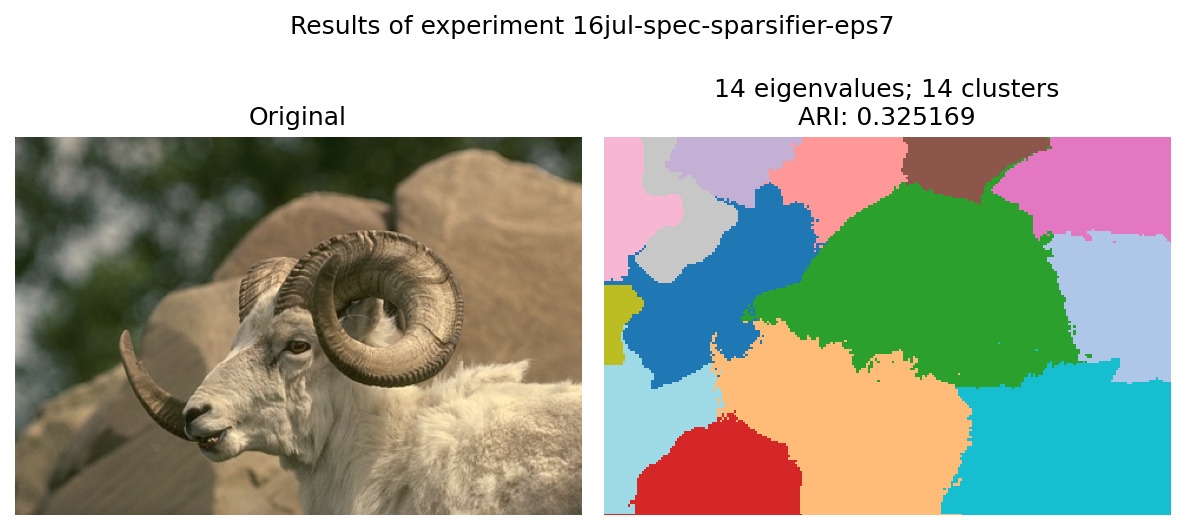 Results of experiment 16jul-spec-sparsifier-eps7
Original
14 eigenvalues; 14 clusters
ARI: 0.325169